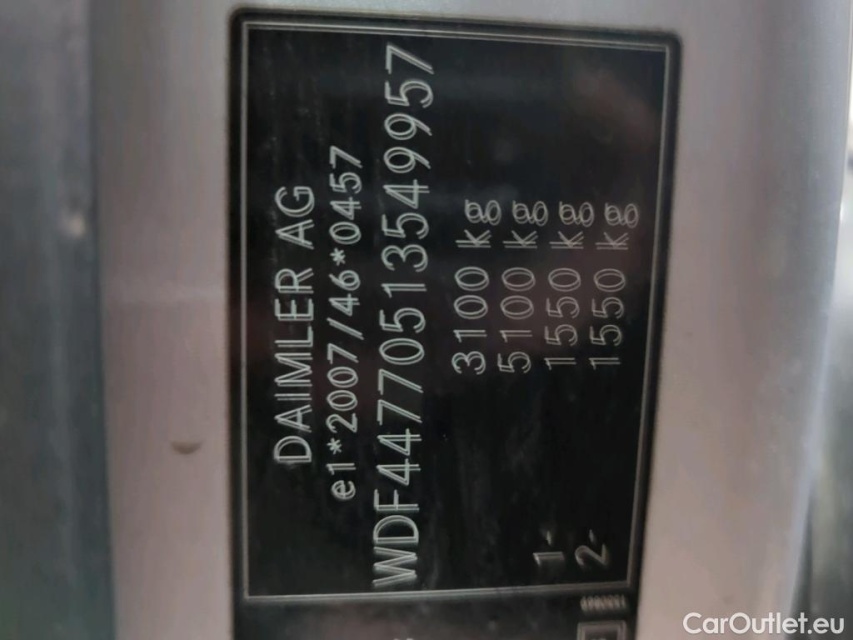 DAIMLER AG
e1*2007/46*0457
WDF44770513549957
3100 kg
5100 kg
1- 1550 kg
2- 1550 kg
CarOutlet.eu